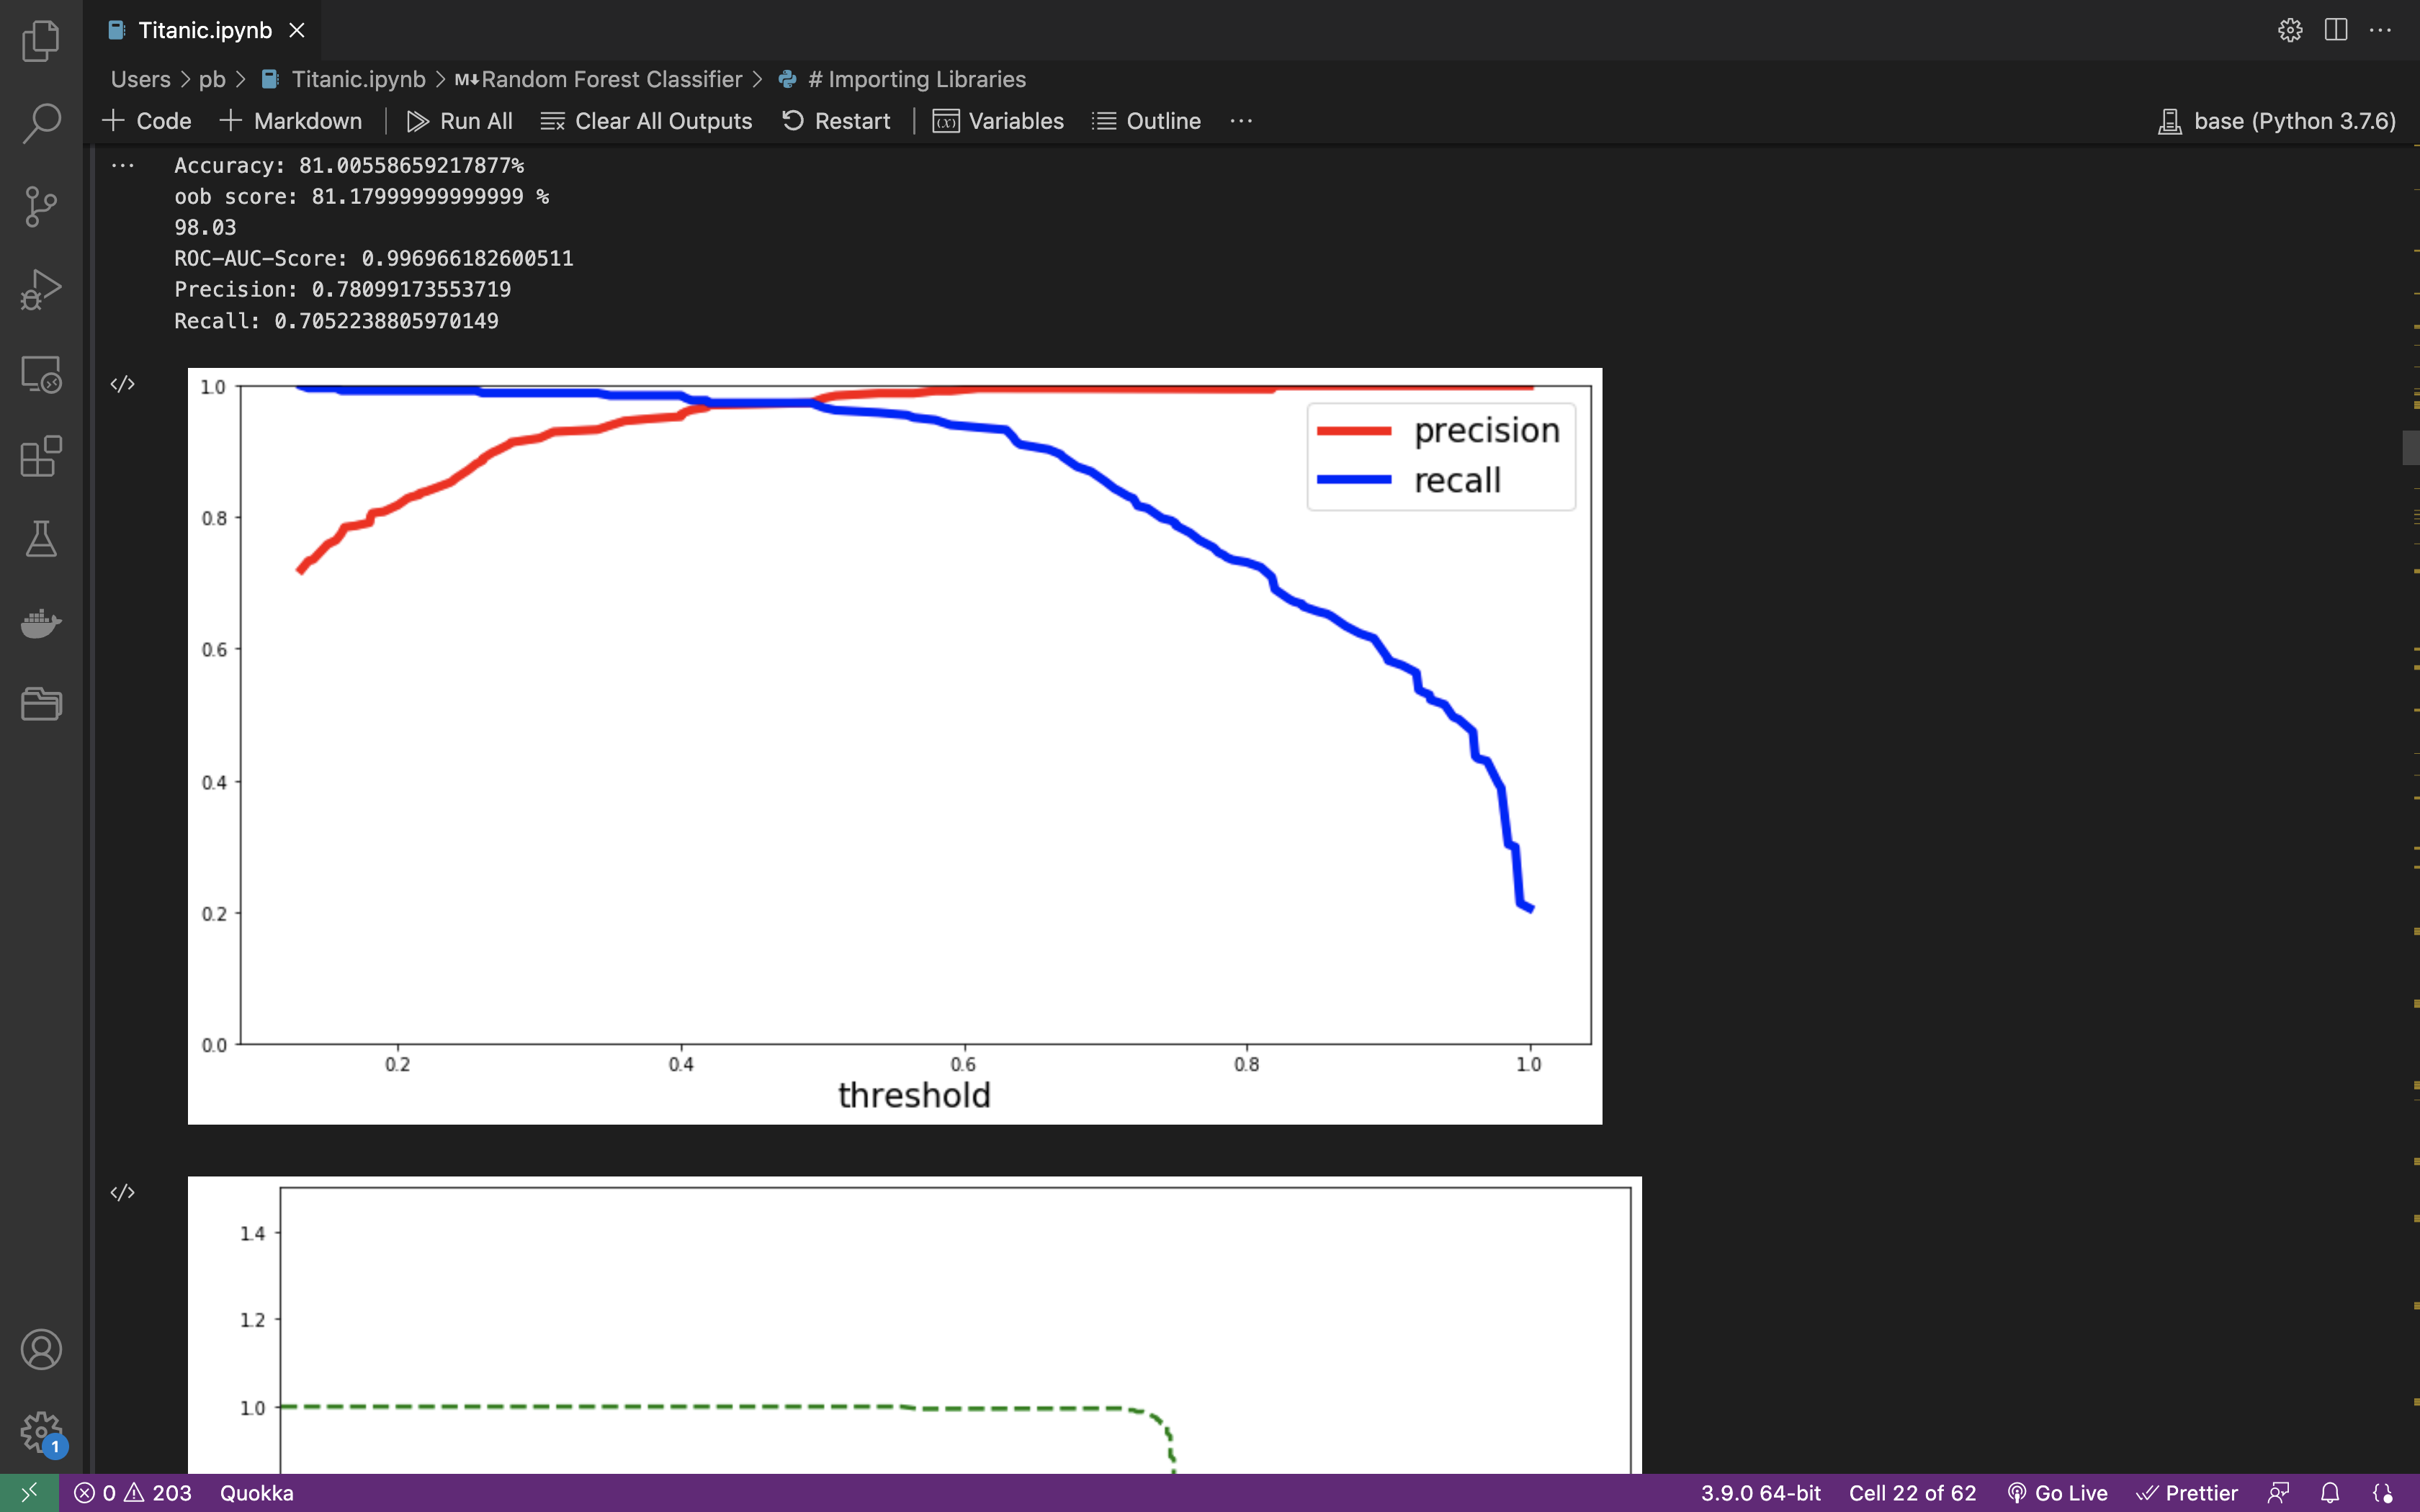 Titanic.ipynb
Users > pb > Titanic.ipynb > M↓Random Forest Classifier > # Importing Libraries
+ Code + Markdown | Run All Clear All Outputs Restart | (x) Variables Outline ...
base (Python 3.7.6)
... Accuracy: 81.00558659217877%
oob score: 81.17999999999999 %
98.03
ROC-AUC-Score: 0.996966182600511
Precision: 0.78099173553719
Recall: 0.7052238805970149
</>
1.0
precision
recall
0.8
0.6
0.4
0.2
0.0
0.2 0.4 0.6 0.8 1.0
threshold
</>
1.4
1.2
1.0
1
0 203 Quokka 3.9.0 64-bit Cell 22 of 62 Go Live Prettier